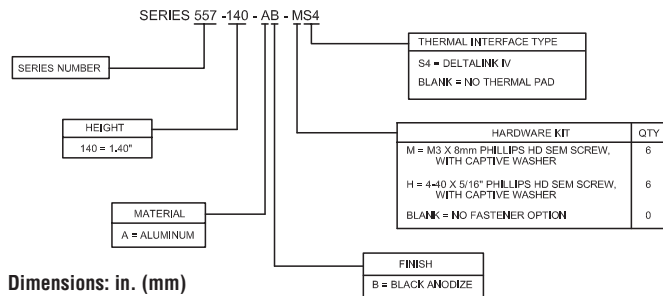 SERIES 557 -140 - AB - MS4
THERMAL INTERFACE TYPE
S4 = DELTALINK IV
BLANK = NO THERMAL PAD
SERIES NUMBER
HEIGHT
140 = 1.40"
HARDWARE KIT QTY
M = M3 X 8mm PHILLIPS HD SEM SCREW, 6
WITH CAPTIVE WASHER
H = 4-40 X 5/16" PHILLIPS HD SEM SCREW, 6
WITH CAPTIVE WASHER
BLANK = NO FASTENER OPTION 0
MATERIAL
A = ALUMINUM
FINISH
B = BLACK ANODIZE
Dimensions: in. (mm)